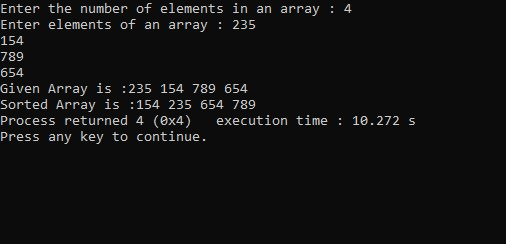 Enter the number of elements in an array : 4
Enter elements of an array : 235
154
789
654
Given Array is :235 154 789 654
Sorted Array is :154 235 654 789
Process returned 4 (0x4)   execution time : 10.272 s
Press any key to continue.